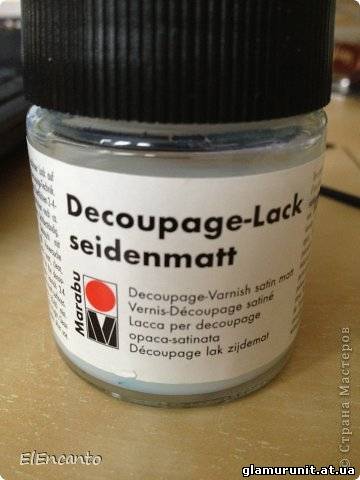 Decoupage-Lack
seidenmatt
Marabu
Decoupage-Varnish satin matt
Vernis-Découpage satiné
Lacca per decoupage
opaca-satinata
Découpage lak zijdemat
ElEncanto
© Страна Мастеров
glamurunit.at.ua